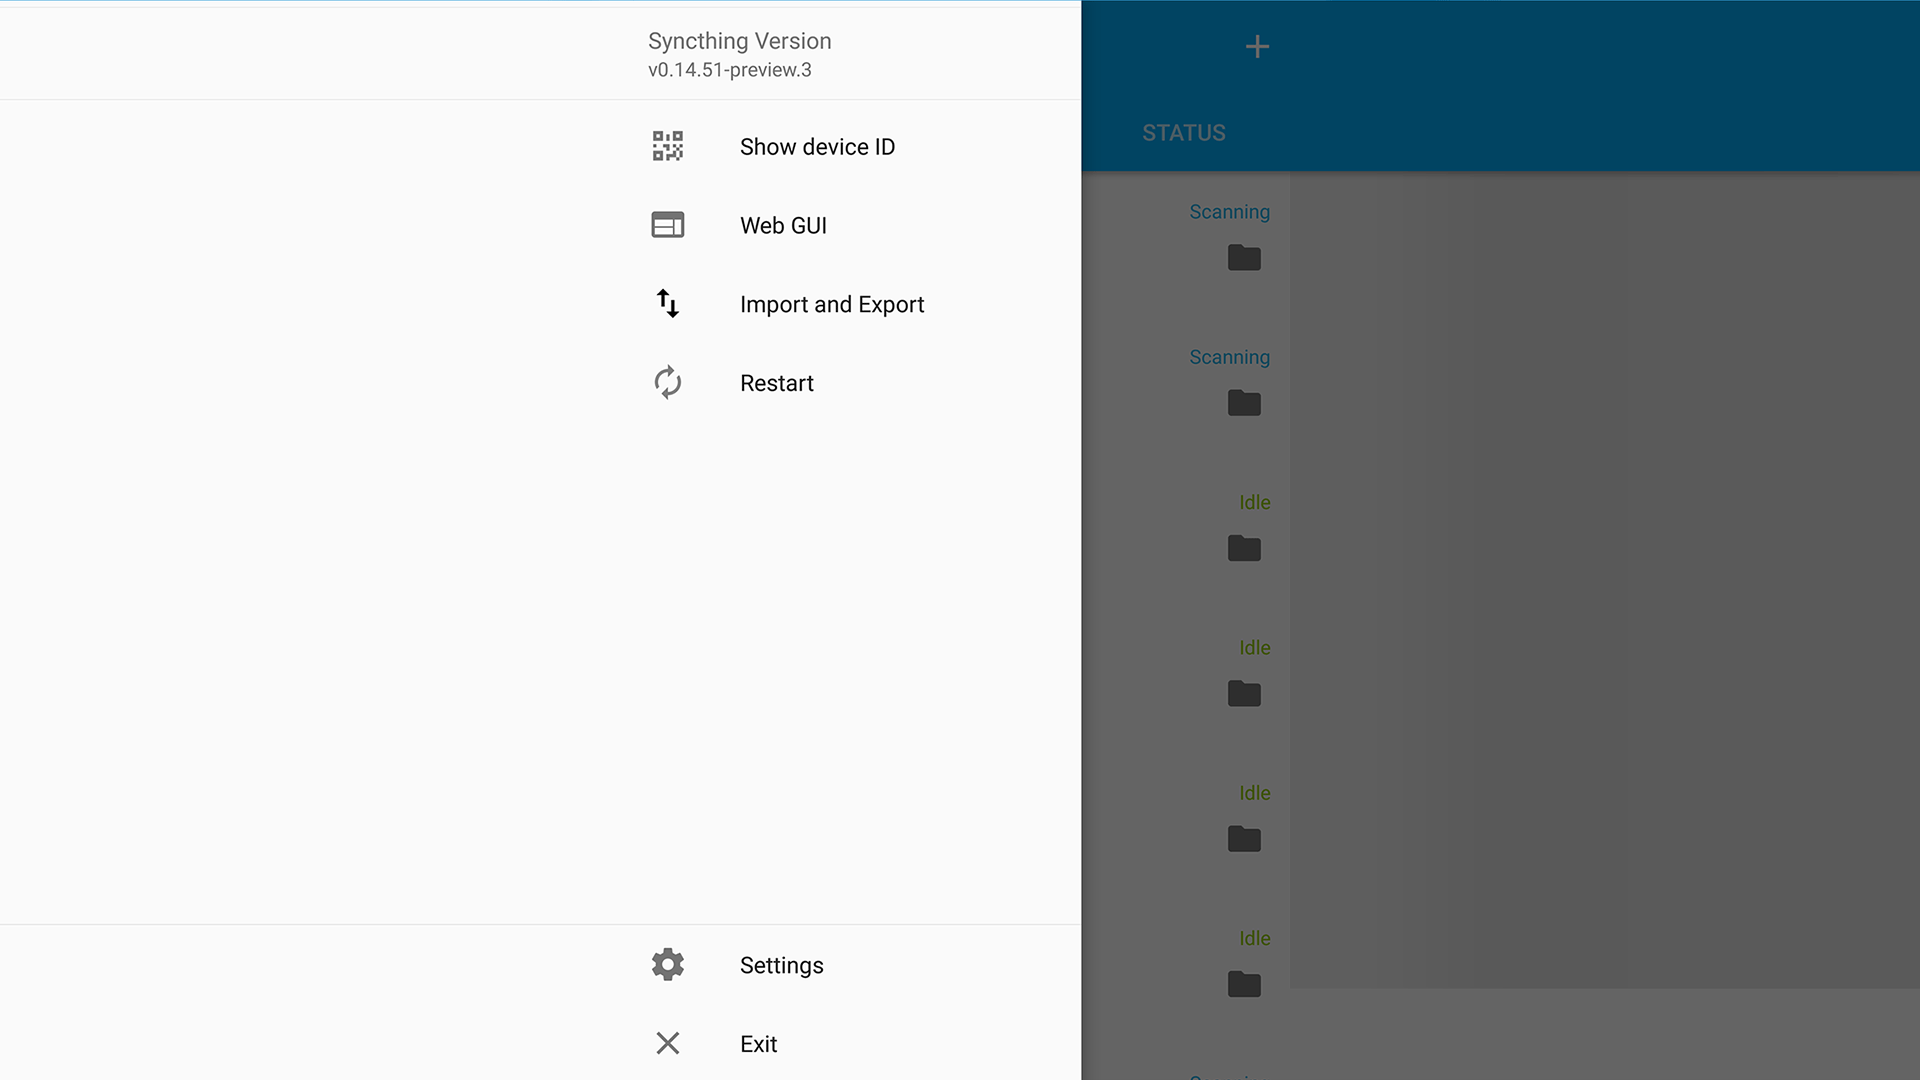 Syncthing Version
v0.14.51-preview.3
Show device ID
Web GUI
Import and Export
Restart
Settings
Exit
STATUS
Scanning
Scanning
Idle
Idle
Idle
Idle